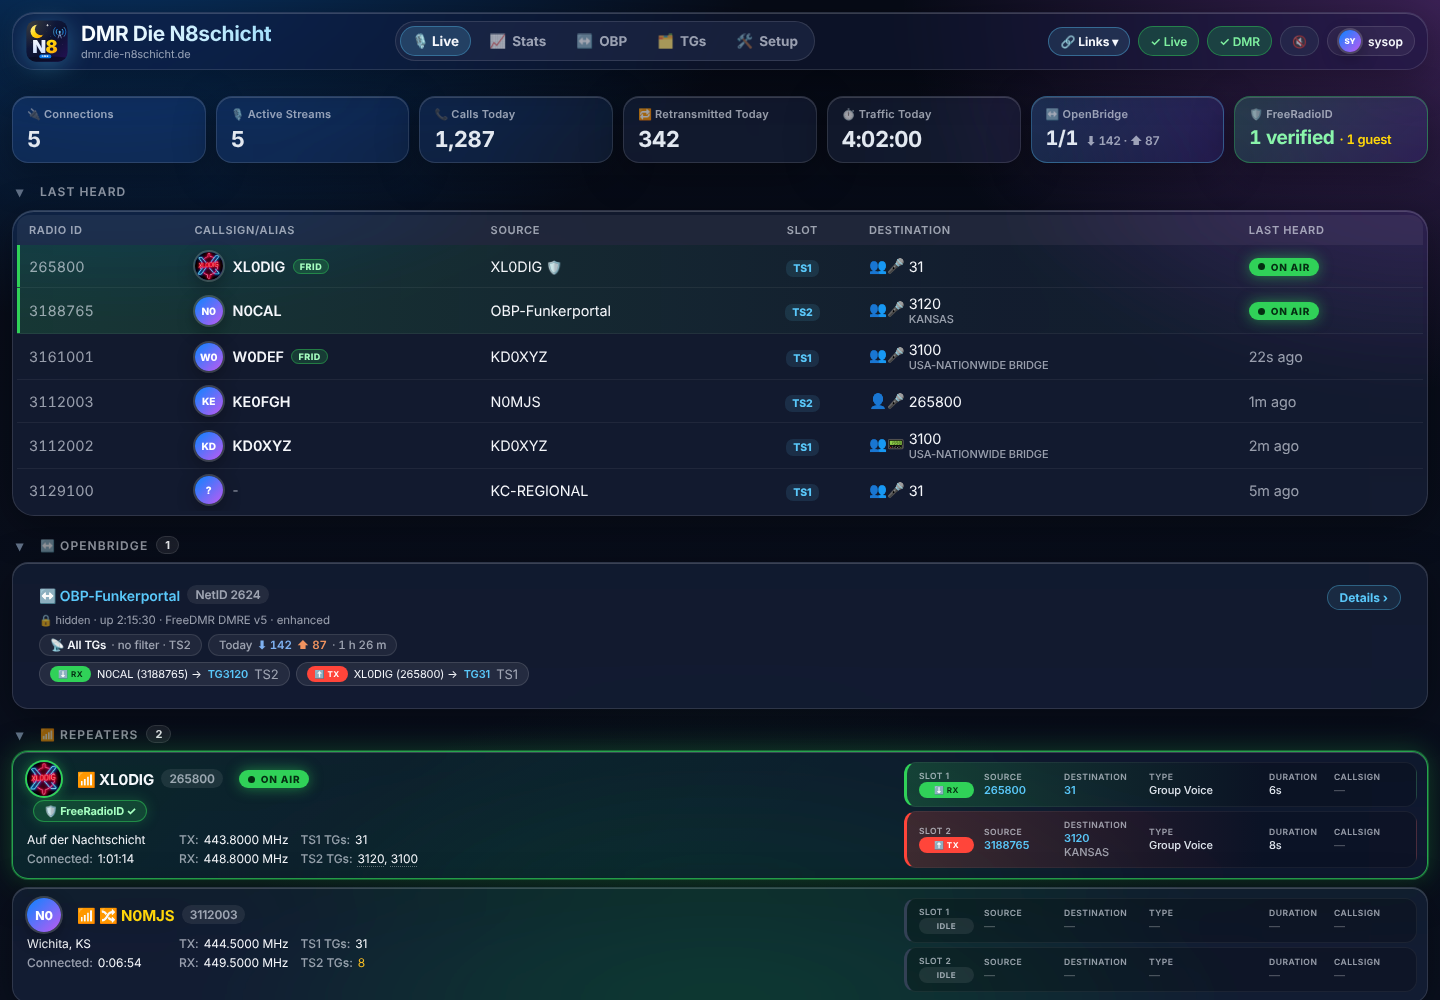 N8
DMR Die N8schicht
dmr.die-n8schicht.de
Live
Stats
OBP
TGs
Setup
Links ▾
✓ Live
✓ DMR
SY
sysop
Connections
5
Active Streams
5
Calls Today
1,287
Retransmitted Today
342
Traffic Today
4:02:00
OpenBridge
1/1 ⬇ 142 · ⬆ 87
FreeRadioID
1 verified · 1 guest
▼ LAST HEARD
RADIO ID CALLSIGN/ALIAS SOURCE SLOT DESTINATION LAST HEARD
265800 XL0DIG FRID XL0DIG TS1 31 ON AIR
3188765 N0 N0CAL OBP-Funkerportal TS2 3120 ON AIR
KANSAS
3161001 W0 W0DEF FRID KD0XYZ TS1 3100 22s ago
USA-NATIONWIDE BRIDGE
3112003 KE KE0FGH N0MJS TS2 265800 1m ago
3112002 KD KD0XYZ KD0XYZ TS1 3100 2m ago
USA-NATIONWIDE BRIDGE
3129100 ? - KC-REGIONAL TS1 31 5m ago
▼ OPENBRIDGE 1
OBP-Funkerportal NetID 2624
Details ›
hidden · up 2:15:30 · FreeDMR DMRE v5 · enhanced
All TGs · no filter · TS2 Today ⬇ 142 ⬆ 87 · 1 h 26 m
⬇ RX N0CAL (3188765) → TG3120 TS2 ⬆ TX XL0DIG (265800) → TG31 TS1
▼ REPEATERS 2
XL0DIG 265800 ON AIR
FreeRadioID ✓
Auf der Nachtschicht TX: 443.8000 MHz TS1 TGs: 31
Connected: 1:01:14 RX: 448.8000 MHz TS2 TGs: 3120, 3100
SLOT 1 SOURCE DESTINATION TYPE DURATION CALLSIGN
⬇ RX 265800 31 Group Voice 6s —
SLOT 2 SOURCE DESTINATION TYPE DURATION CALLSIGN
⬆ TX 3188765 3120 Group Voice 8s —
KANSAS
N0 N0MJS 3112003
Wichita, KS TX: 444.5000 MHz TS1 TGs: 31
Connected: 0:06:54 RX: 449.5000 MHz TS2 TGs: 8
SLOT 1 SOURCE DESTINATION TYPE DURATION CALLSIGN
IDLE — — — — —
SLOT 2 SOURCE DESTINATION TYPE DURATION CALLSIGN
IDLE — — — — —